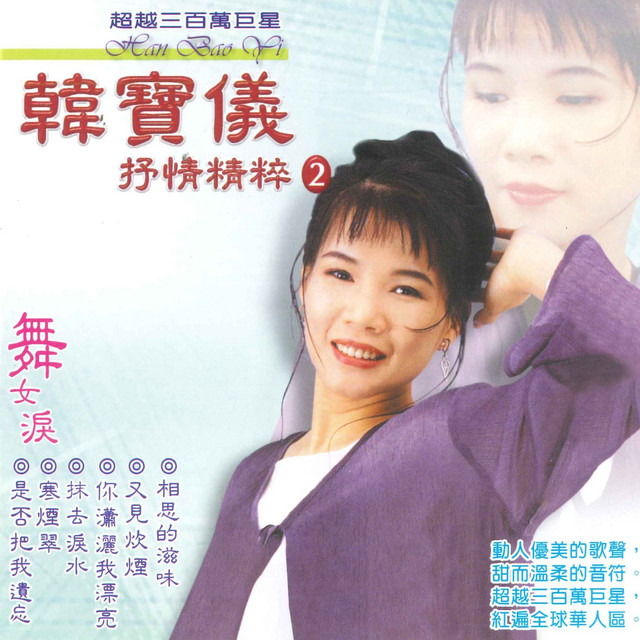 超越三百萬巨星
Han Bao Yi
韓寶儀
抒情精粹 2
舞女淚
◎相思的滋味
◎又見炊煙
◎你瀟灑我漂亮
◎抹去淚水
◎寒煙翠
◎是否把我遺忘
動人優美的歌聲，
甜而溫柔的音符。
超越三百萬巨星，
紅遍全球華人區。